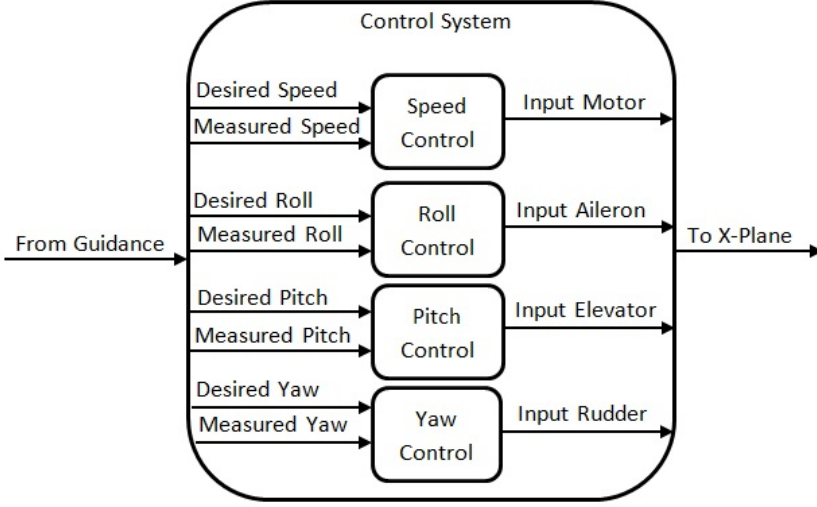 Control System
Desired Speed
Measured Speed
Speed
Control
Input Motor
Desired Roll
Measured Roll
Roll
Control
Input Aileron
From Guidance
To X-Plane
Desired Pitch
Measured Pitch
Pitch
Control
Input Elevator
Desired Yaw
Measured Yaw
Yaw
Control
Input Rudder